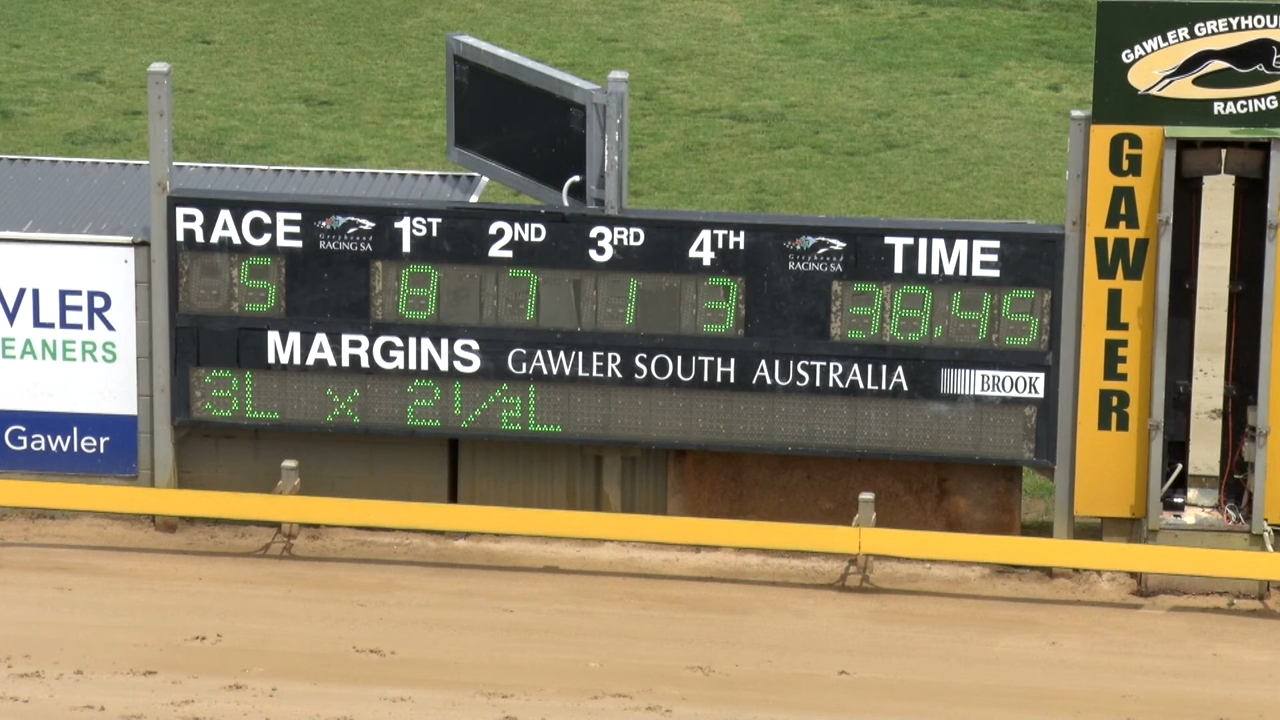 GAWLER GREYHOU
RACING
GAWLER
RACE
Greyhound
RACING SA
1ST 2ND 3RD 4TH
Greyhound
RACING SA
TIME
5 8 7 1 3 38.45
MARGINS GAWLER SOUTH AUSTRALIA BROOK
3L x 2½L
WLER
EANERS
Gawler